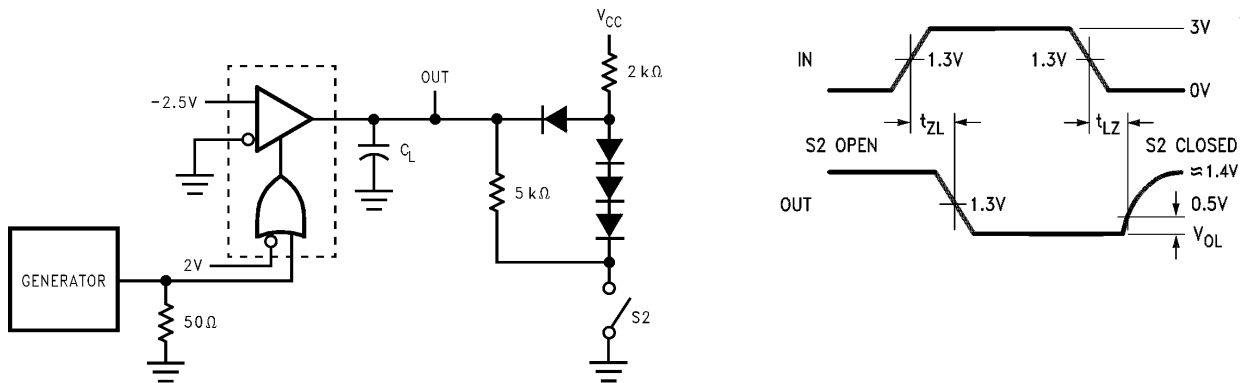 V_CC
2 kΩ
OUT
−2.5V
C_L
5 kΩ
2V
GENERATOR
50Ω
S2
IN
1.3V
1.3V
3V
0V
t_ZL
t_LZ
S2 OPEN
S2 CLOSED
≈1.4V
OUT
1.3V
0.5V
V_OL